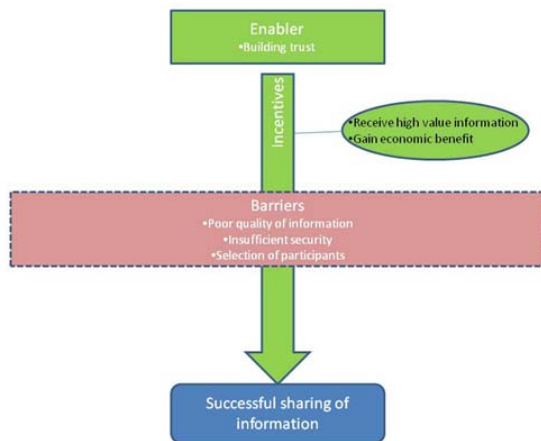 Enabler
•Building trust
Incentives
•Receive high value information
•Gain economic benefit
Barriers
•Poor quality of information
•Insufficient security
•Selection of participants
Successful sharing of
information